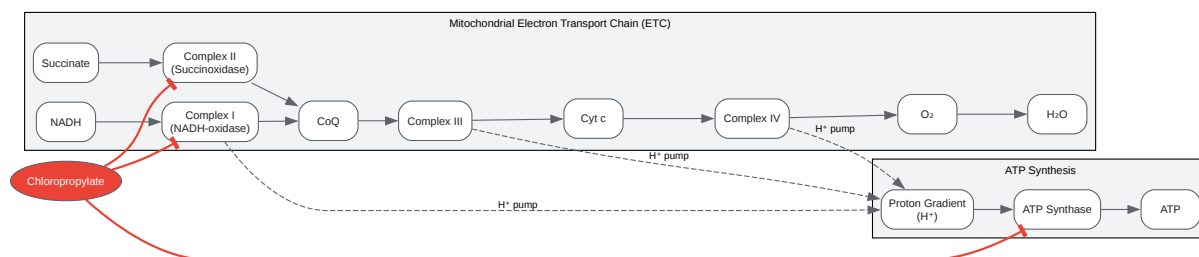 Mitochondrial Electron Transport Chain (ETC)
Succinate
Complex II
(Succinoxidase)
NADH
Complex I
(NADH-oxidase)
CoQ
Complex III
Cyt c
Complex IV
O₂
H₂O
H⁺ pump
H⁺ pump
H⁺ pump
Chloropropylate
ATP Synthesis
Proton Gradient
(H⁺)
ATP Synthase
ATP